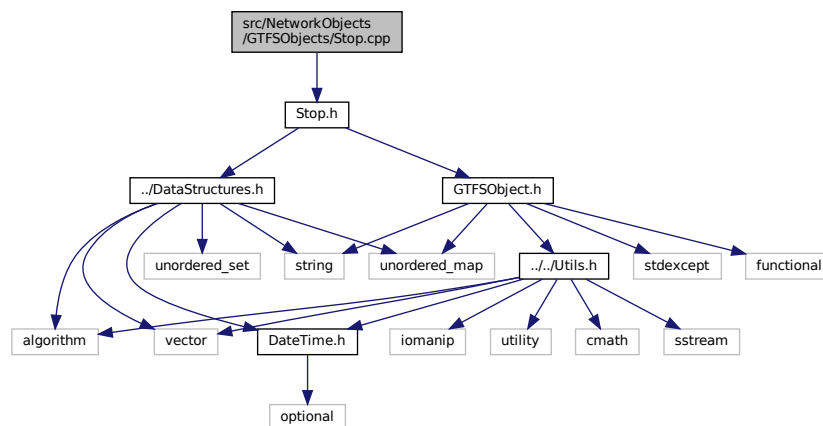 src/NetworkObjects
/GTFSObjects/Stop.cpp
Stop.h
../DataStructures.h
GTFSObject.h
unordered_set
string
unordered_map
../../Utils.h
stdexcept
functional
algorithm
vector
DateTime.h
iomanip
utility
cmath
sstream
optional